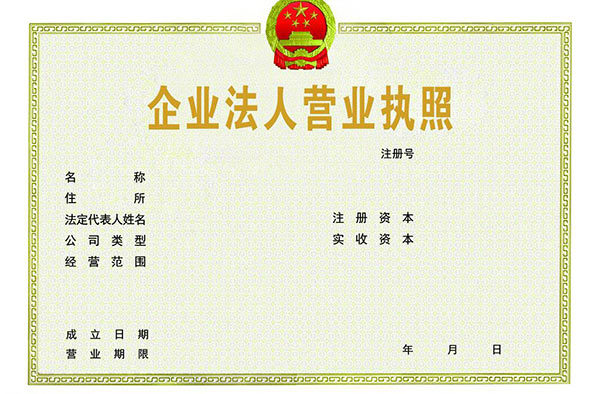 企业法人营业执照
注册号
名称
住所
法定代表人姓名
注册资本
公司类型
实收资本
经营范围
成立日期
营业期限
年 月 日